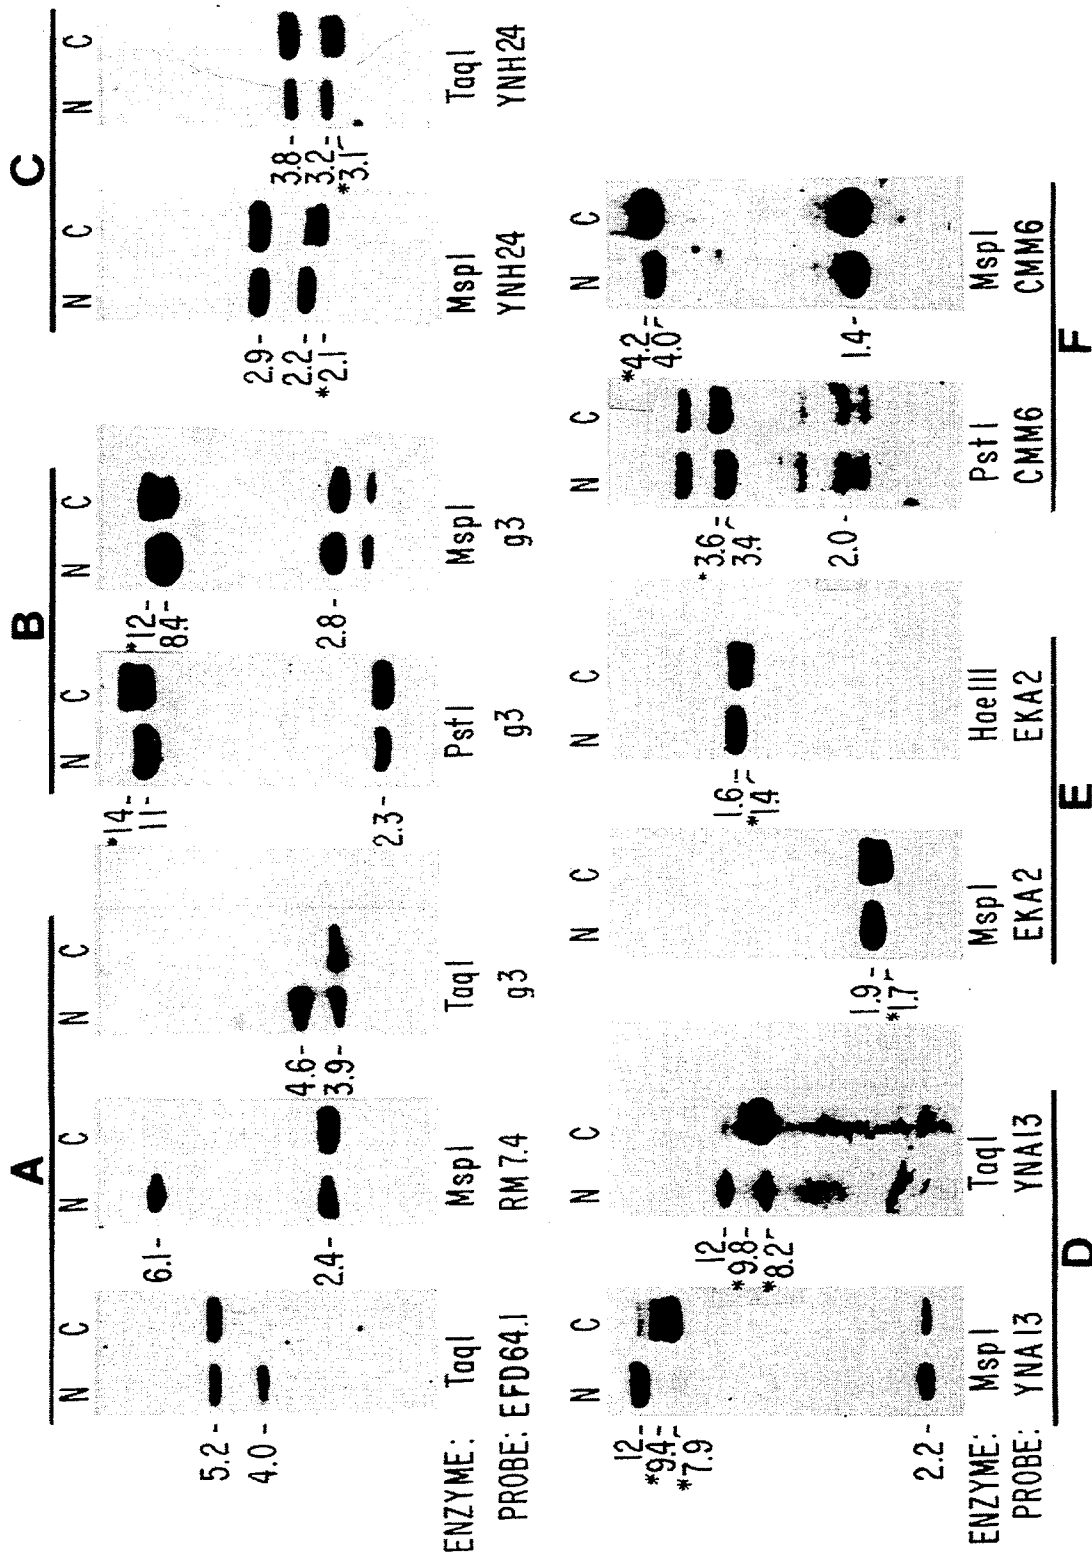 A B C
N C N C N C N C N C N C N C
5.2- 6.1- 4.6- *14- *12- 2.9- 3.8-
4.0- 2.4- 3.9- 11- 8.4- 2.2- 3.2-
2.3- 2.8- *2.1- *3.1-
ENZYME: TaqI MspI TaqI PstI MspI MspI TaqI
PROBE: EFD64.1 RM7.4 g3 g3 g3 YNH24 YNH24
N C N C N C N C N C N C
12- 12- 1.9- 1.6- *3.6- *4.2-
*9.4- *9.8- *1.7- *1.4- 3.4- 4.0-
*7.9 *8.2- 2.0- 1.4-
2.2-
ENZYME: MspI TaqI MspI HaeIII PstI MspI
PROBE: YNA13 YNA13 EKA2 EKA2 CMM6 CMM6
D E F